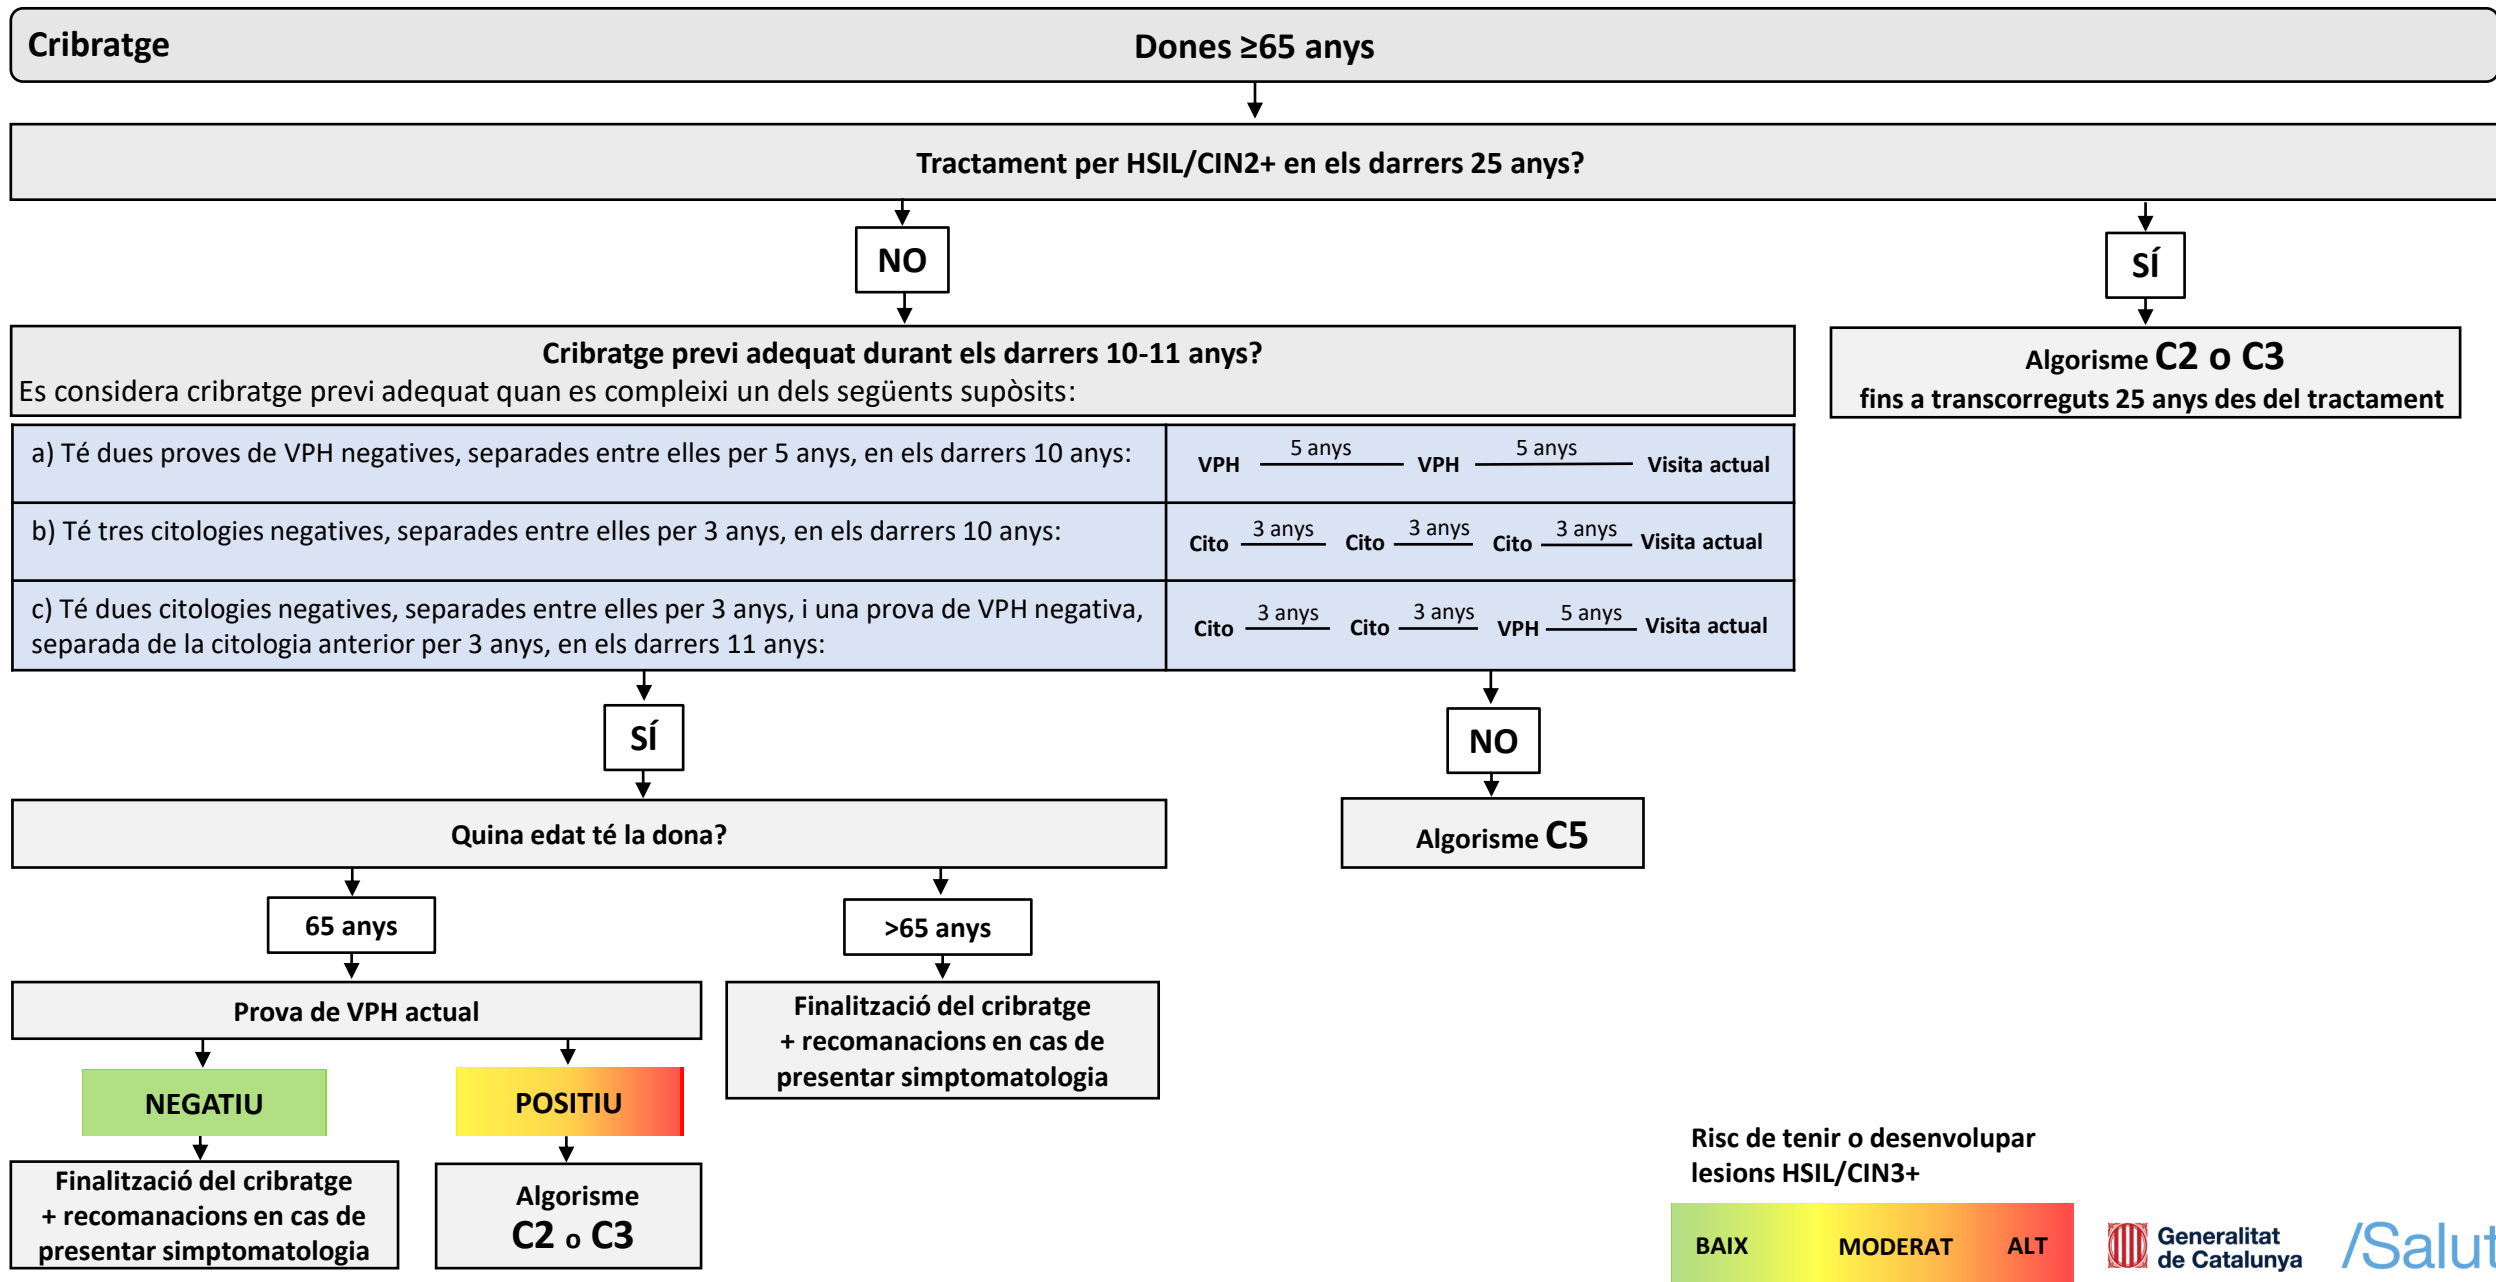 Cribratge
Dones ≥65 anys
Tractament per HSIL/CIN2+ en els darrers 25 anys?
NO
SÍ
Cribratge previ adequat durant els darrers 10-11 anys?
Es considera cribratge previ adequat quan es compleixi un dels següents supòsits:
Algorisme C2 o C3
fins a transcorreguts 25 anys des del tractament
a) Té dues proves de VPH negatives, separades entre elles per 5 anys, en els darrers 10 anys:
VPH 5 anys VPH 5 anys Visita actual
b) Té tres citologies negatives, separades entre elles per 3 anys, en els darrers 10 anys:
Cito 3 anys Cito 3 anys Cito 3 anys Visita actual
c) Té dues citologies negatives, separades entre elles per 3 anys, i una prova de VPH negativa,
separada de la citologia anterior per 3 anys, en els darrers 11 anys:
Cito 3 anys Cito 3 anys VPH 5 anys Visita actual
SÍ
NO
Quina edat té la dona?
Algorisme C5
65 anys
>65 anys
Prova de VPH actual
Finalització del cribratge
+ recomanacions en cas de
presentar simptomatologia
NEGATIU
POSITIU
Finalització del cribratge
+ recomanacions en cas de
presentar simptomatologia
Algorisme
C2 o C3
Risc de tenir o desenvolupar
lesions HSIL/CIN3+
BAIX MODERAT ALT
Generalitat
de Catalunya
/Salut